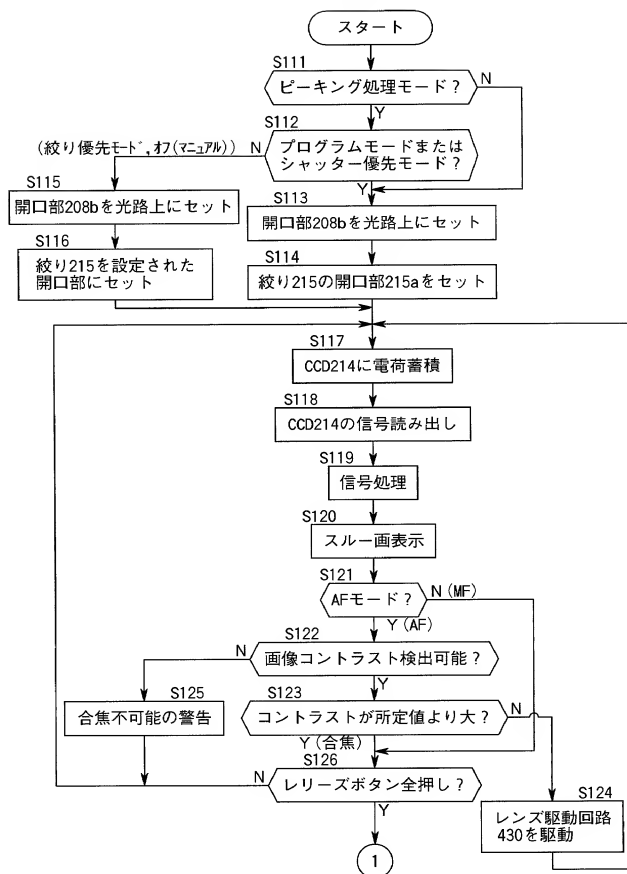 スタート
S111
ピーキング処理モード?
N
Y
S112
プログラムモードまたは
シャッター優先モード?
N
(絞り優先モード,オフ(マニュアル))
Y
S115
開口部208bを光路上にセット
S113
開口部208bを光路上にセット
S116
絞り215を設定された
開口部にセット
S114
絞り215の開口部215aをセット
S117
CCD214に電荷蓄積
S118
CCD214の信号読み出し
S119
信号処理
S120
スルー画表示
S121
AFモード?
N(MF)
Y(AF)
S122
画像コントラスト検出可能?
N
Y
S125
合焦不可能の警告
S123
コントラストが所定値より大?
N
Y(合焦)
S126
レリーズボタン全押し?
N
Y
S124
レンズ駆動回路
430を駆動
1